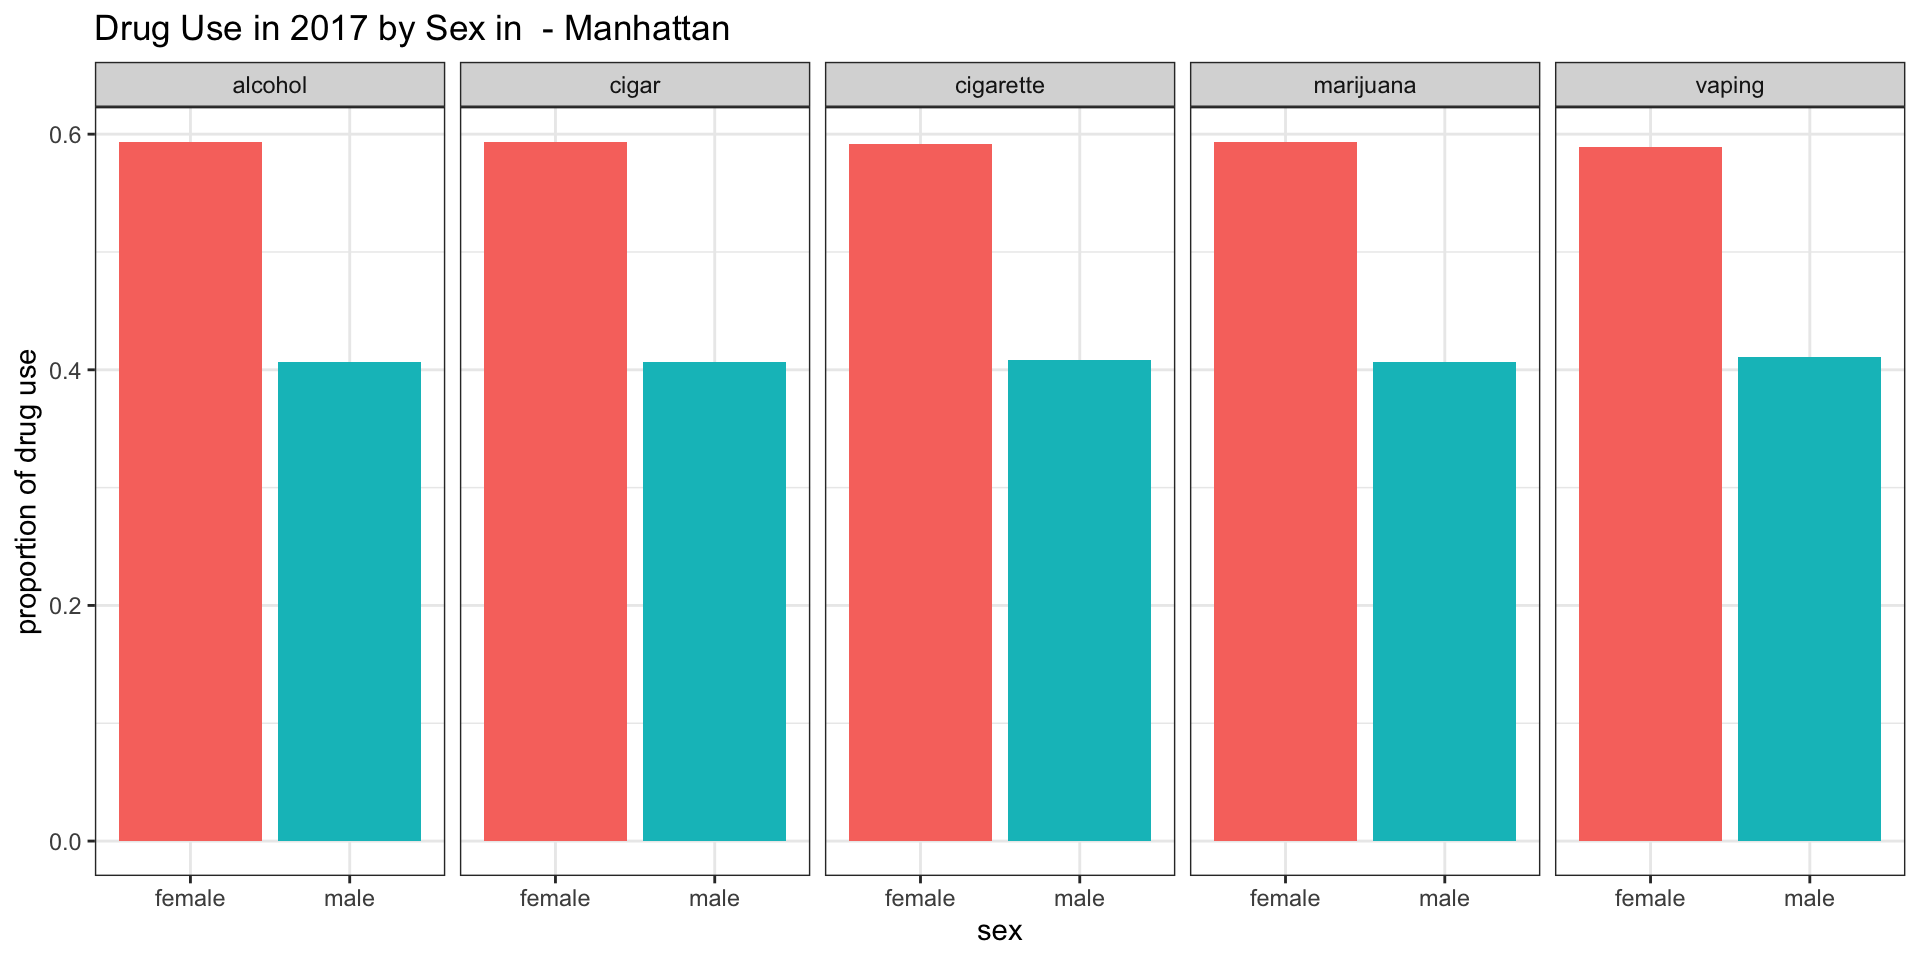 Drug Use in 2017 by Sex in  - Manhattan
alcohol
cigar
cigarette
marijuana
vaping
proportion of drug use
0.6
0.4
0.2
0.0
female
male
female
male
female
male
female
male
female
male
sex